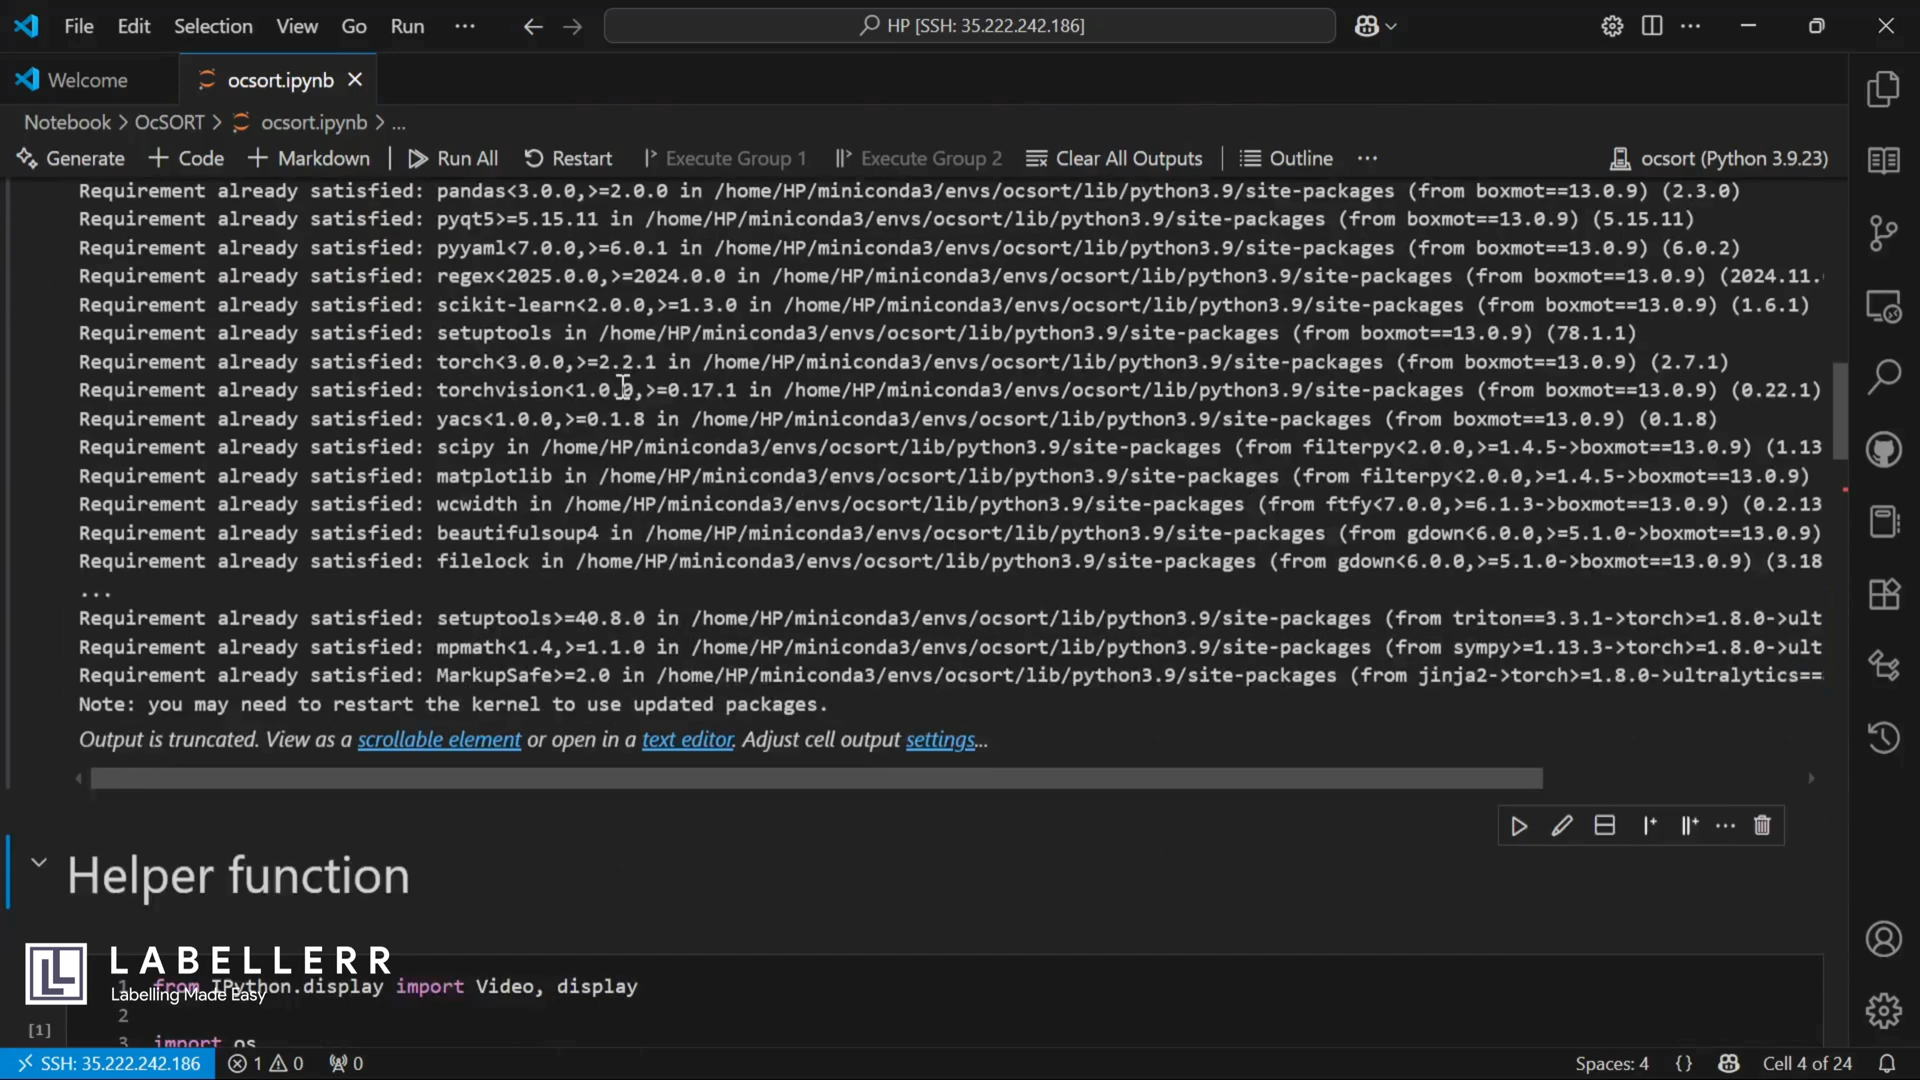 File Edit Selection View Go Run ··· HP [SSH: 35.222.242.186]
Welcome ocsort.ipynb
Notebook > OcSORT > ocsort.ipynb > ...
Generate + Code + Markdown Run All Restart Execute Group 1 Execute Group 2 Clear All Outputs Outline ··· ocsort (Python 3.9.23)
Requirement already satisfied: pandas<3.0.0,>=2.0.0 in /home/HP/miniconda3/envs/ocsort/lib/python3.9/site-packages (from boxmot==13.0.9) (2.3.0)
Requirement already satisfied: pyqt5>=5.15.11 in /home/HP/miniconda3/envs/ocsort/lib/python3.9/site-packages (from boxmot==13.0.9) (5.15.11)
Requirement already satisfied: pyyaml<7.0.0,>=6.0.1 in /home/HP/miniconda3/envs/ocsort/lib/python3.9/site-packages (from boxmot==13.0.9) (6.0.2)
Requirement already satisfied: regex<2025.0.0,>=2024.0.0 in /home/HP/miniconda3/envs/ocsort/lib/python3.9/site-packages (from boxmot==13.0.9) (2024.11.
Requirement already satisfied: scikit-learn<2.0.0,>=1.3.0 in /home/HP/miniconda3/envs/ocsort/lib/python3.9/site-packages (from boxmot==13.0.9) (1.6.1)
Requirement already satisfied: setuptools in /home/HP/miniconda3/envs/ocsort/lib/python3.9/site-packages (from boxmot==13.0.9) (78.1.1)
Requirement already satisfied: torch<3.0.0,>=2.2.1 in /home/HP/miniconda3/envs/ocsort/lib/python3.9/site-packages (from boxmot==13.0.9) (2.7.1)
Requirement already satisfied: torchvision<1.0.0,>=0.17.1 in /home/HP/miniconda3/envs/ocsort/lib/python3.9/site-packages (from boxmot==13.0.9) (0.22.1)
Requirement already satisfied: yacs<1.0.0,>=0.1.8 in /home/HP/miniconda3/envs/ocsort/lib/python3.9/site-packages (from boxmot==13.0.9) (0.1.8)
Requirement already satisfied: scipy in /home/HP/miniconda3/envs/ocsort/lib/python3.9/site-packages (from filterpy<2.0.0,>=1.4.5->boxmot==13.0.9) (1.13
Requirement already satisfied: matplotlib in /home/HP/miniconda3/envs/ocsort/lib/python3.9/site-packages (from filterpy<2.0.0,>=1.4.5->boxmot==13.0.9)
Requirement already satisfied: wcwidth in /home/HP/miniconda3/envs/ocsort/lib/python3.9/site-packages (from ftfy<7.0.0,>=6.1.3->boxmot==13.0.9) (0.2.13
Requirement already satisfied: beautifulsoup4 in /home/HP/miniconda3/envs/ocsort/lib/python3.9/site-packages (from gdown<6.0.0,>=5.1.0->boxmot==13.0.9)
Requirement already satisfied: filelock in /home/HP/miniconda3/envs/ocsort/lib/python3.9/site-packages (from gdown<6.0.0,>=5.1.0->boxmot==13.0.9) (3.18
...
Requirement already satisfied: setuptools>=40.8.0 in /home/HP/miniconda3/envs/ocsort/lib/python3.9/site-packages (from triton==3.3.1->torch>=1.8.0->ult
Requirement already satisfied: mpmath<1.4,>=1.1.0 in /home/HP/miniconda3/envs/ocsort/lib/python3.9/site-packages (from sympy>=1.13.3->torch>=1.8.0->ult
Requirement already satisfied: MarkupSafe>=2.0 in /home/HP/miniconda3/envs/ocsort/lib/python3.9/site-packages (from jinja2->torch>=1.8.0->ultralytics==
Note: you may need to restart the kernel to use updated packages.
Output is truncated. View as a scrollable element or open in a text editor. Adjust cell output settings...
Helper function
LABELLERR
Labelling Made Easy
1 from IPython.display import Video, display
2
[1]
3 import os
SSH: 35.222.242.186 1 0 0 Spaces: 4 {} Cell 4 of 24